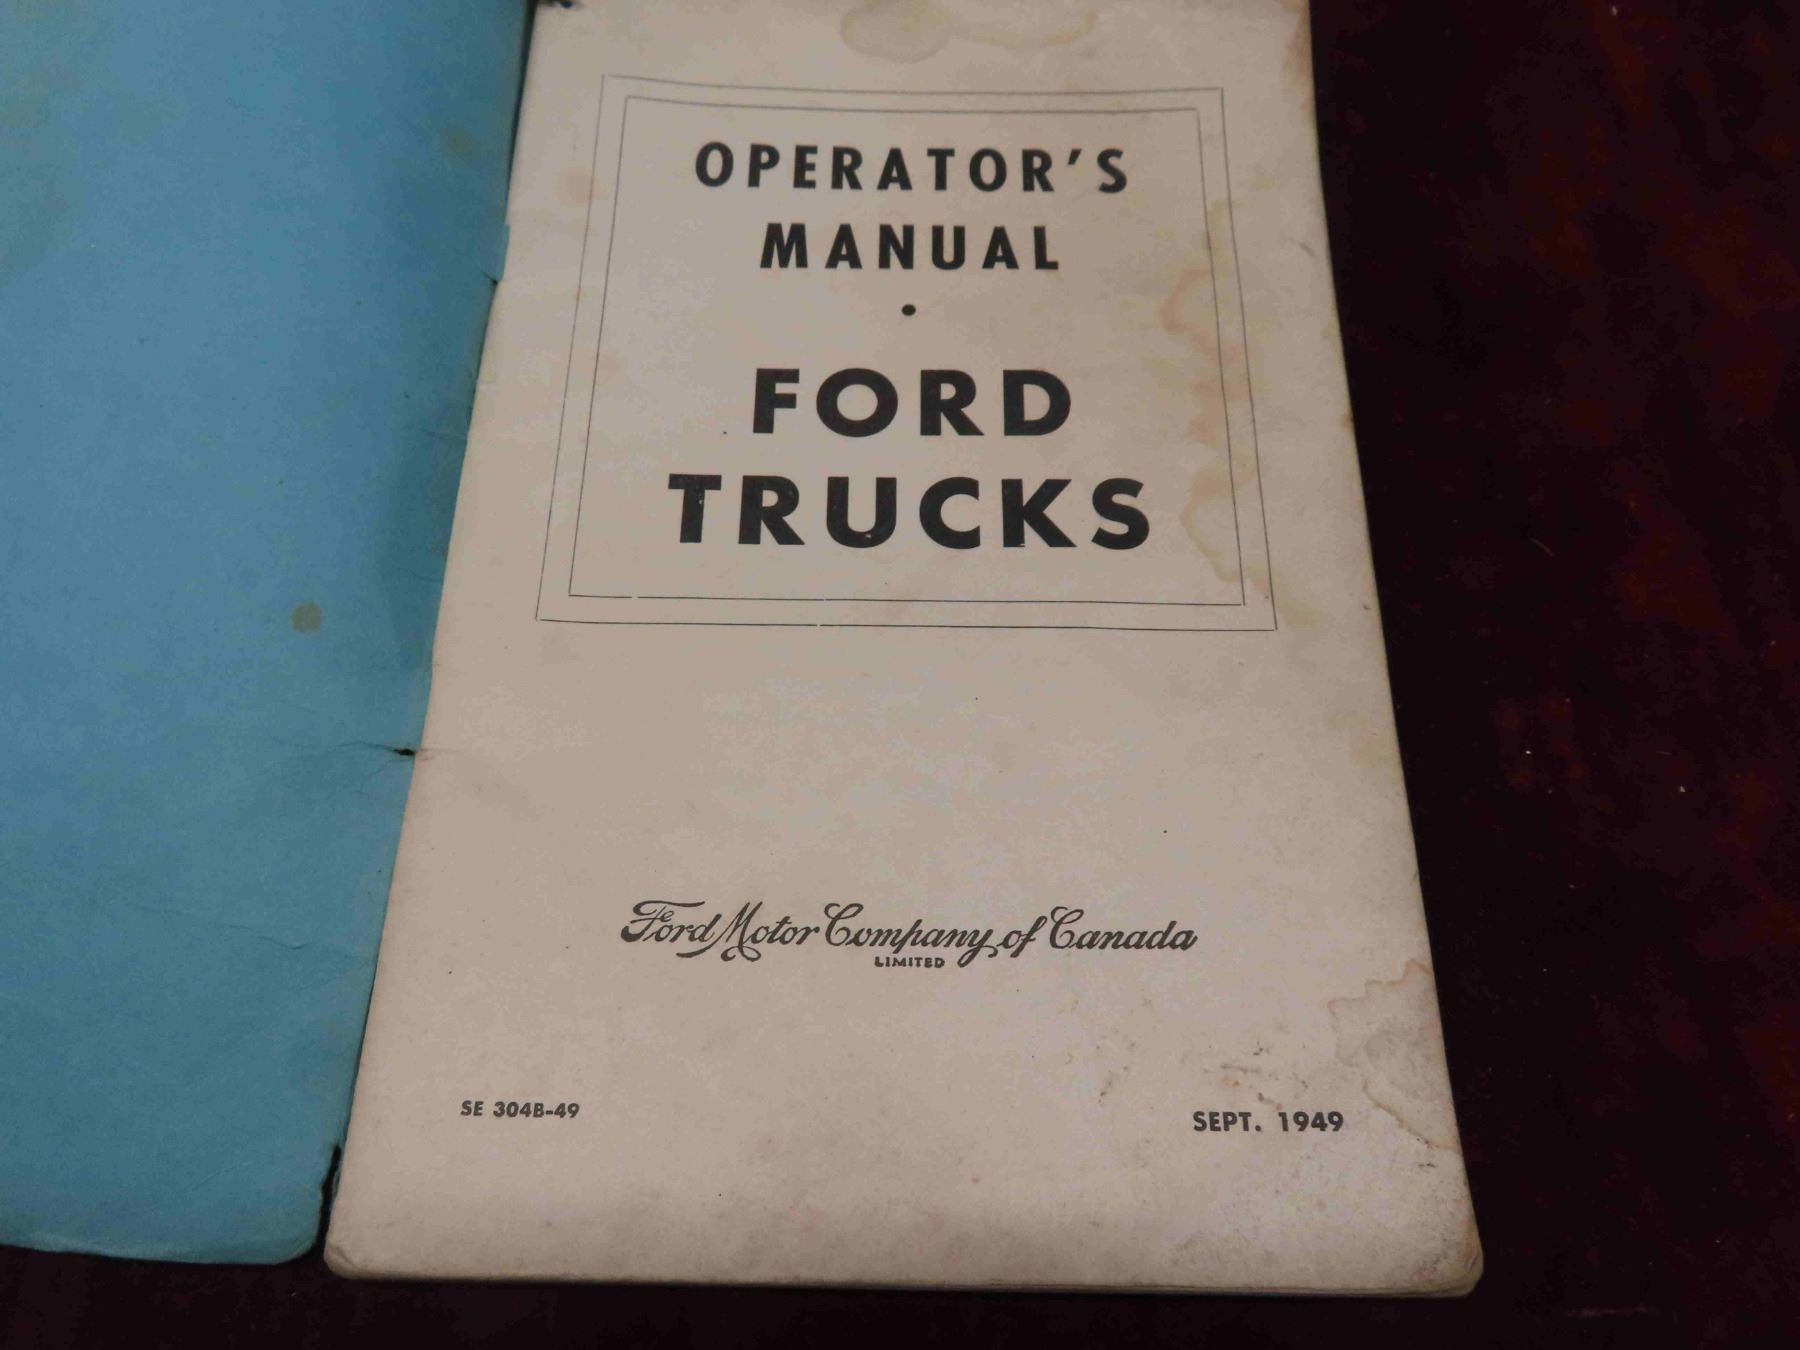 OPERATOR'S
MANUAL
•
FORD
TRUCKS
Ford Motor Company of Canada
LIMITED
SE 304B-49
SEPT. 1949